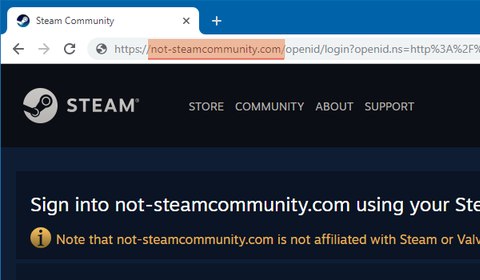 Steam Community
https://not-steamcommunity.com/openid/login?openid.ns=http%3A%2F%
STEAM®
STORE COMMUNITY ABOUT SUPPORT
Sign into not-steamcommunity.com using your Ste
Note that not-steamcommunity.com is not affiliated with Steam or Valv